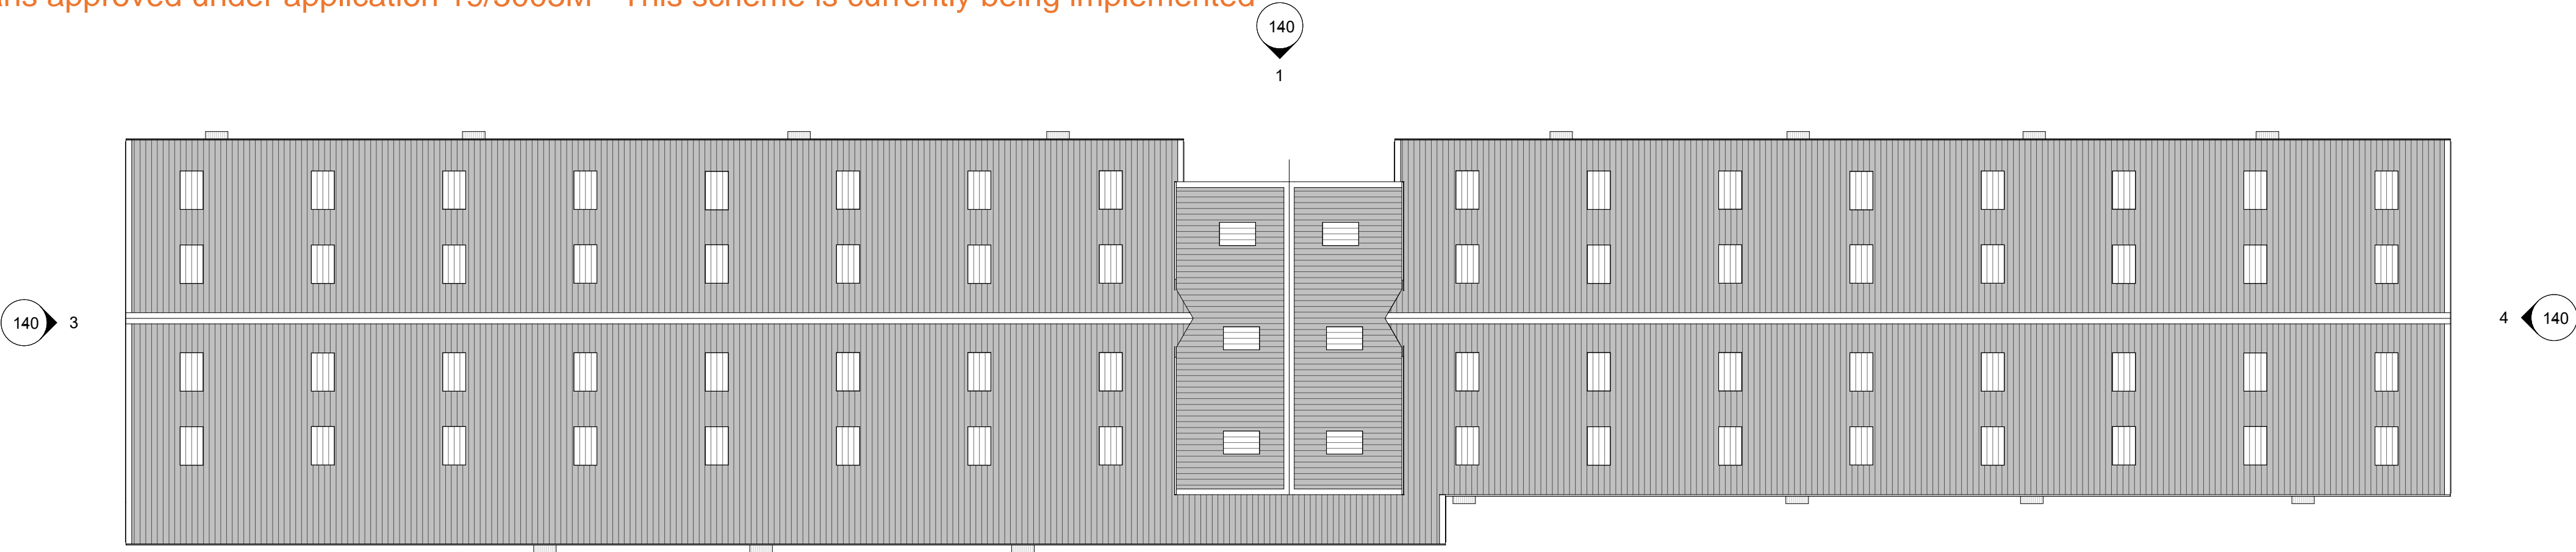 approved under application This scheme is currently being implemented
140
1
140 3
4 140